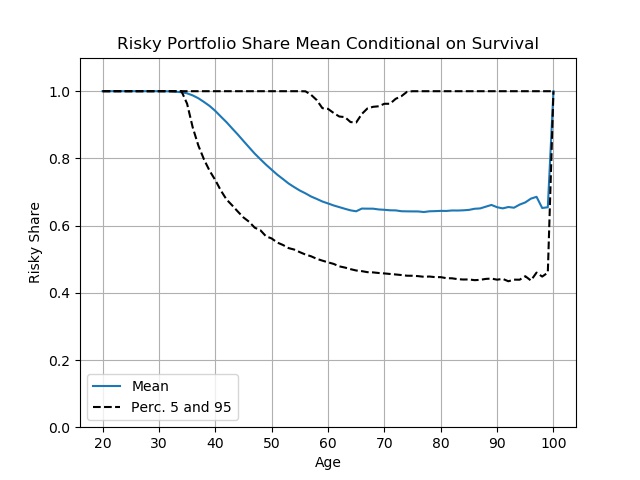 Risky Portfolio Share Mean Conditional on Survival
1.0
0.8
0.6
0.4
0.2
0.0
Risky Share
Mean
Perc. 5 and 95
20 30 40 50 60 70 80 90 100
Age